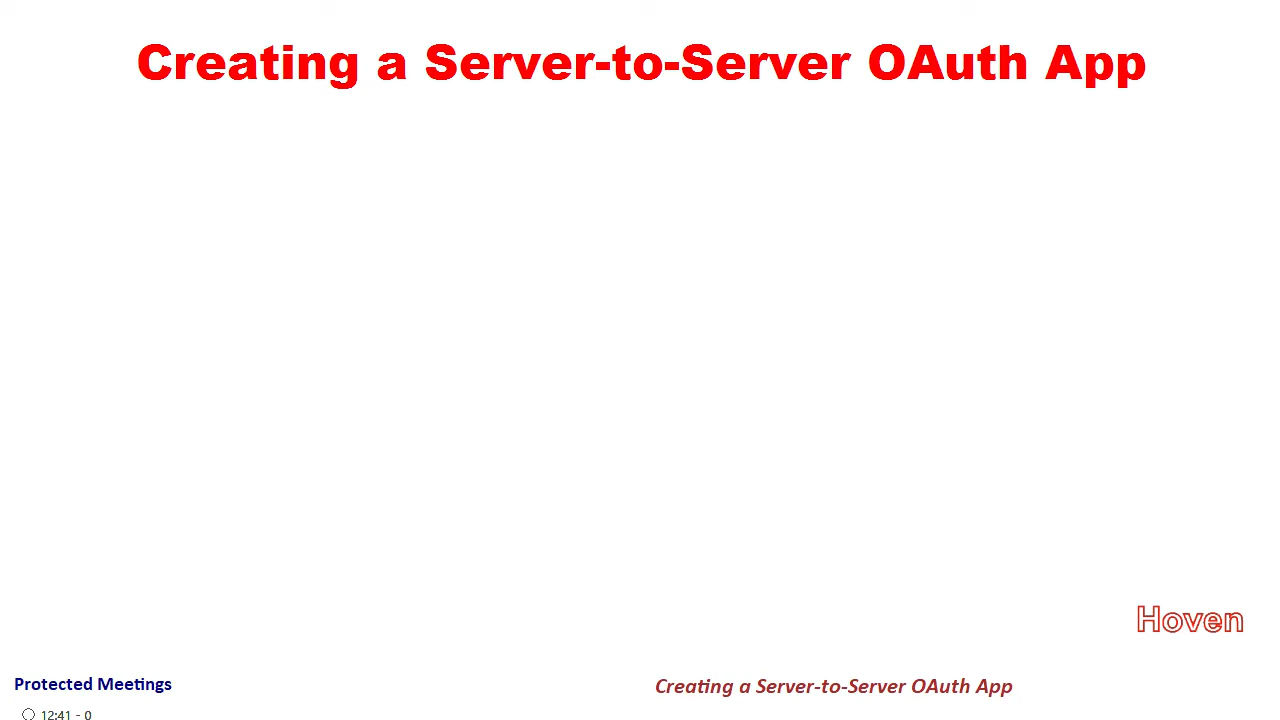 Creating a Server-to-Server OAuth App
Hoven
Protected Meetings
Creating a Server-to-Server OAuth App
12:41 - 0